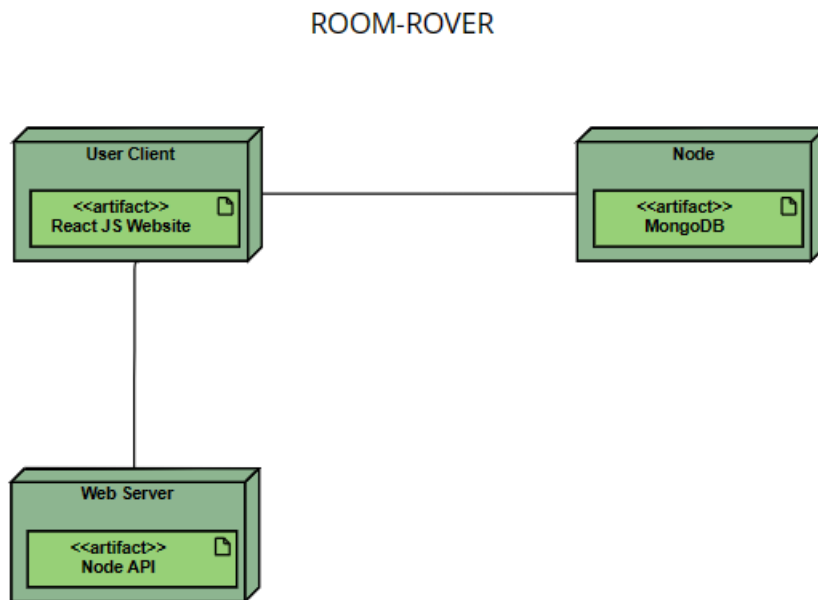 ROOM-ROVER
User Client
<<artifact>>
React JS Website
Node
<<artifact>>
MongoDB
Web Server
<<artifact>>
Node API